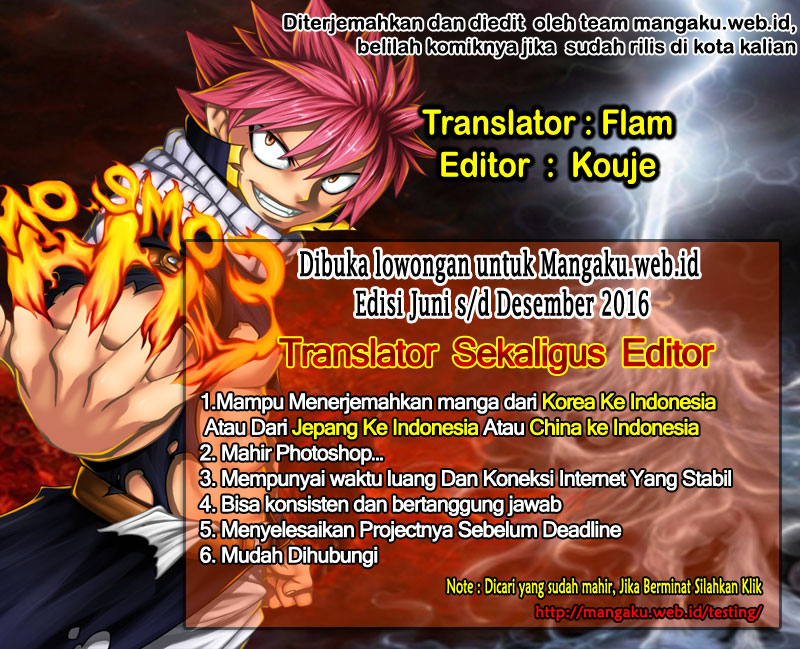 Diterjemahkan dan diedit oleh team mangaku.web.id,
belilah komiknya jika sudah rilis di kota kalian
Translator : Flam
Editor : Kouje
COME ON
Dibuka lowongan untuk Mangaku.web.id
Edisi Juni s/d Desember 2016
Translator Sekaligus Editor
1.Mampu Menerjemahkan manga dari Korea Ke Indonesia
Atau Dari Jepang Ke Indonesia Atau China ke Indonesia
2. Mahir Photoshop...
3. Mempunyai waktu luang Dan Koneksi Internet Yang Stabil
4. Bisa konsisten dan bertanggung jawab
5. Menyelesaikan Projectnya Sebelum Deadline
6. Mudah Dihubungi
Note : Dicari yang sudah mahir, Jika Berminat Silahkan Klik
http://mangaku.web.id/testing/